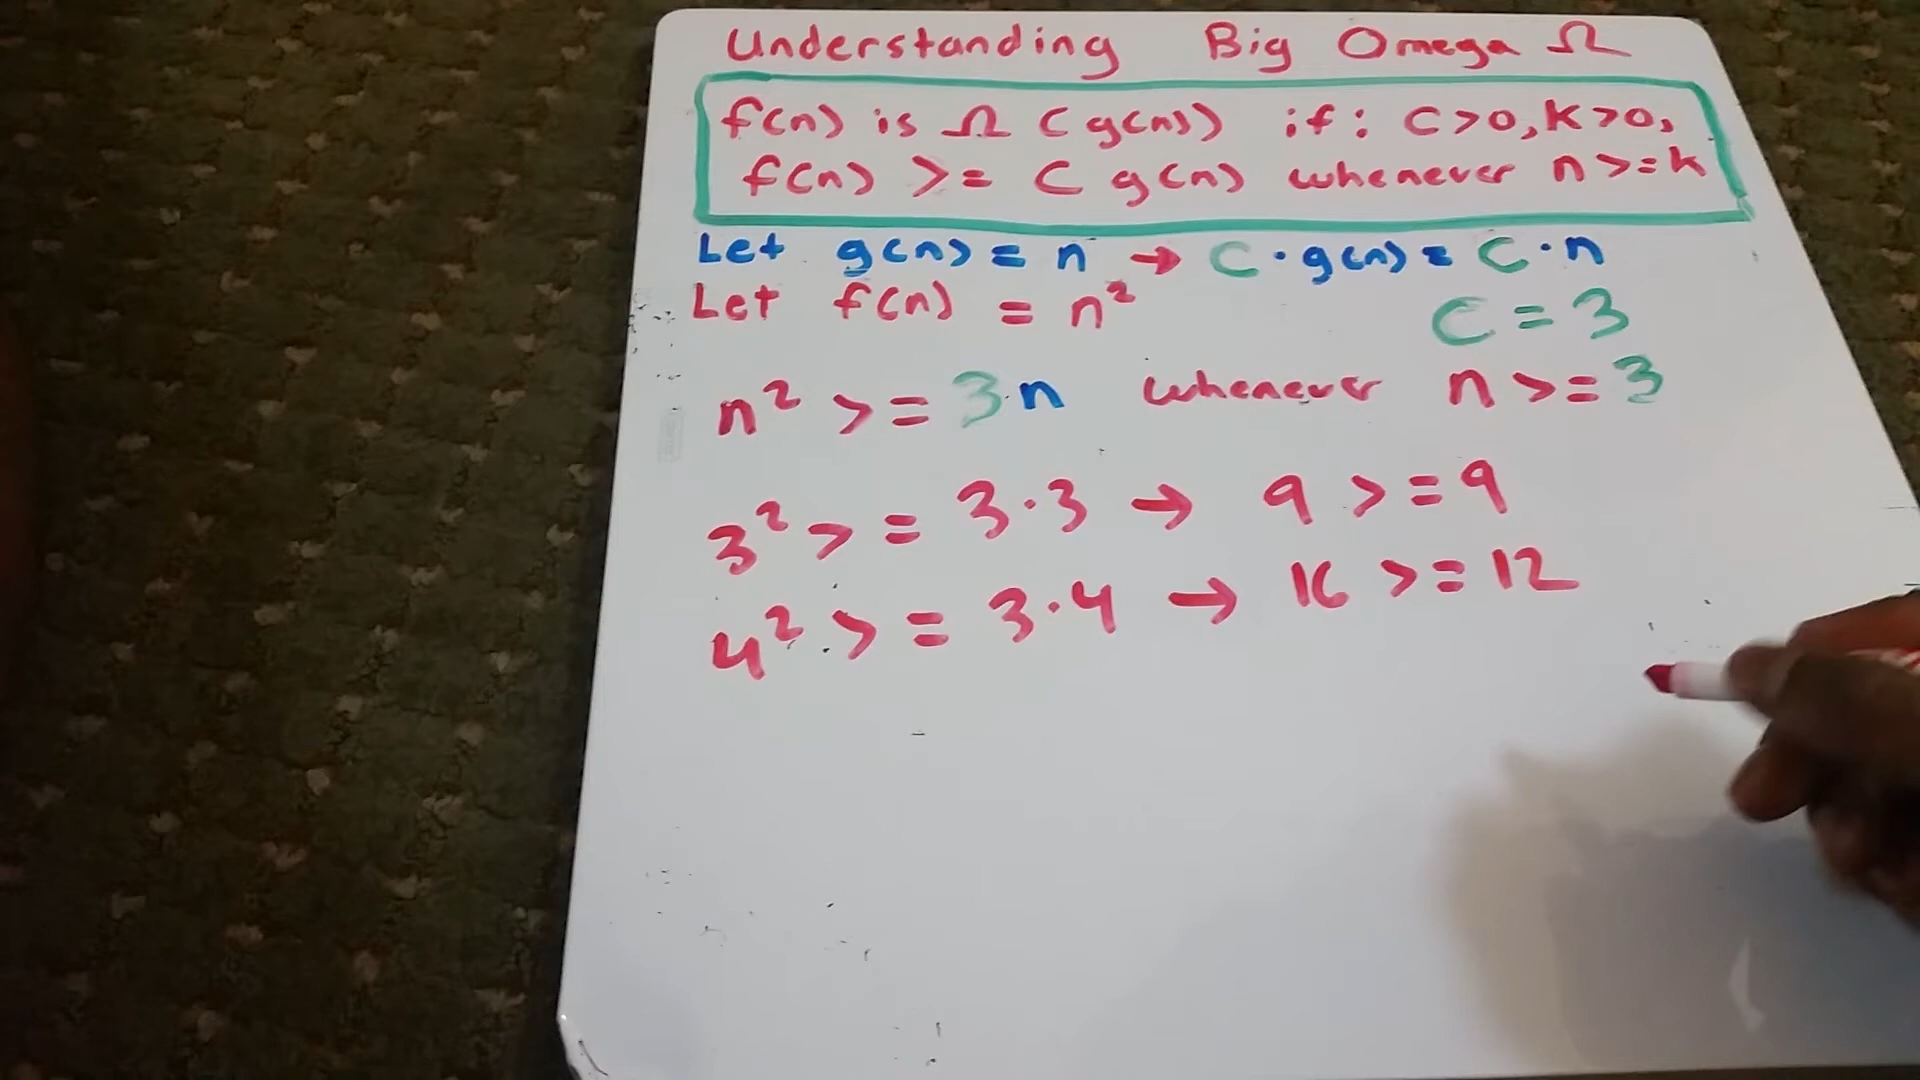 Understanding Big Omega Ω
f(n) is Ω (g(n)) if: C>0, K>0,
f(n) >= C g(n) whenever n >= k
Let g(n) = n → C · g(n) = C · n
Let f(n) = n²
C = 3
n² >= 3n whenever n >= 3
3² >= 3·3 → 9 >= 9
4² >= 3·4 → 16 >= 12